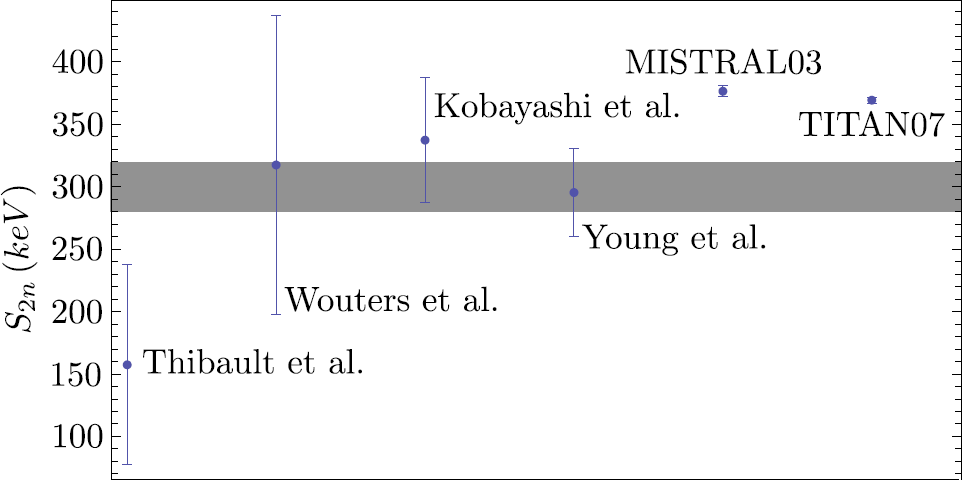 400
350
300
250
200
150
100
S2n (keV)
MISTRAL03
Kobayashi et al.
TITAN07
Young et al.
Wouters et al.
Thibault et al.